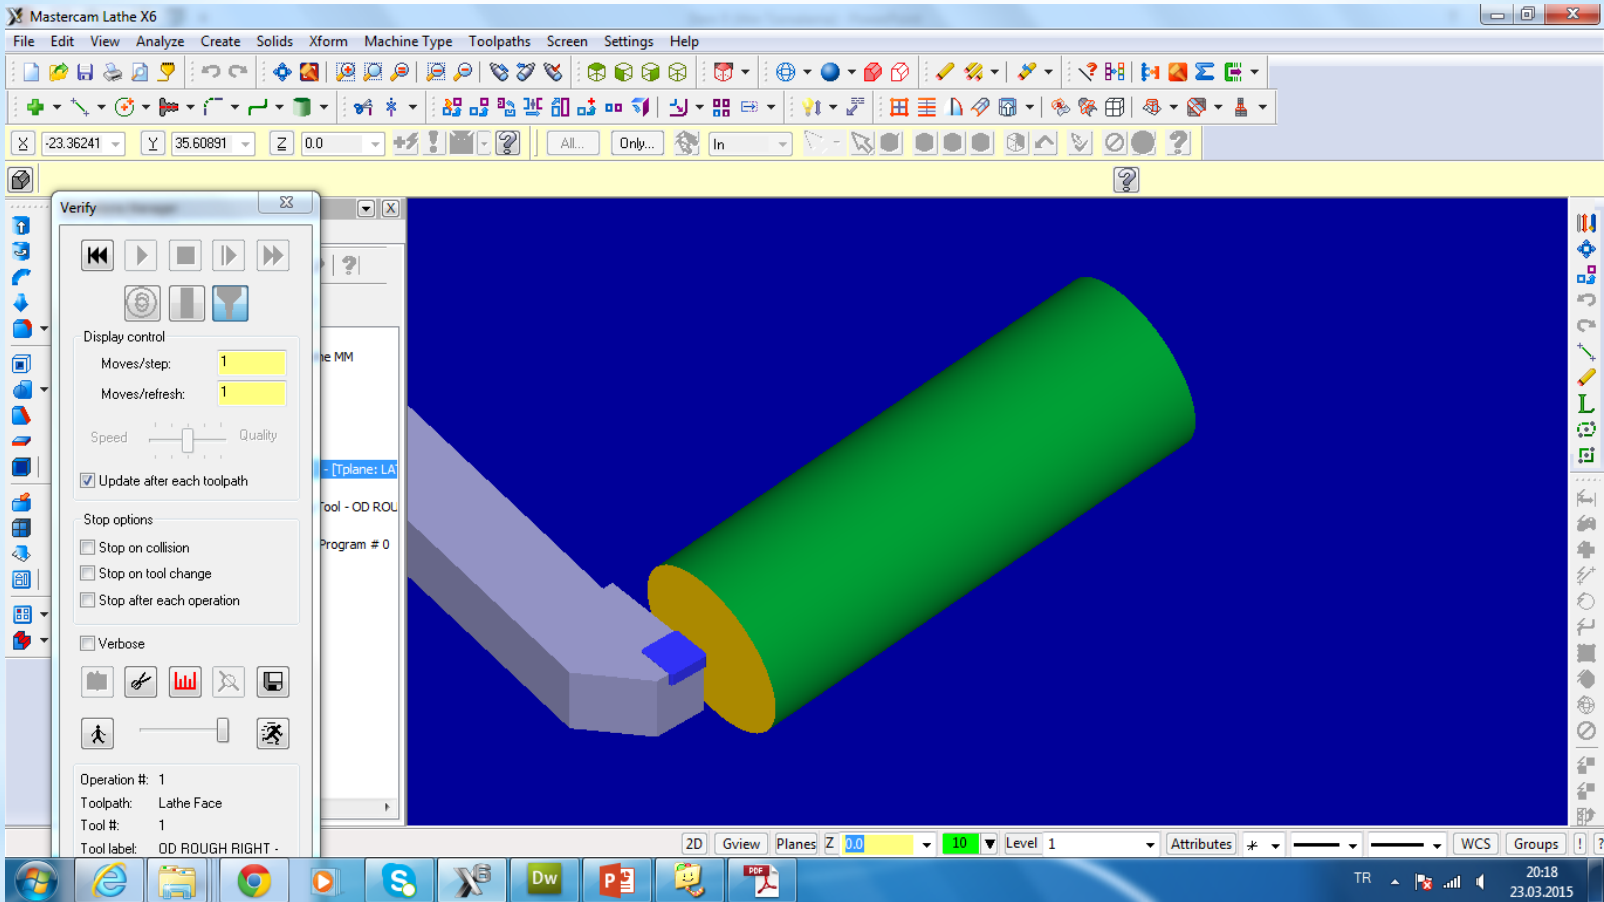 Mastercam Lathe X6
File Edit View Analyze Create Solids Xform Machine Type Toolpaths Screen Settings Help
X -23.36241 Y 35.60891 Z 0.0 All... Only... In
Verify
Display control
Moves/step: 1
Moves/refresh: 1
Speed Quality
Update after each toolpath
Stop options
Stop on collision
Stop on tool change
Stop after each operation
Verbose
Operation #: 1
Toolpath: Lathe Face
Tool #: 1
Tool label: OD ROUGH RIGHT -
ne MM
- [Tplane: LA
Tool - OD ROU
Program # 0
2D Gview Planes Z 0.0 10 Level 1 Attributes WCS Groups ! ?
Dw PDF
TR 20:18
23.03.2015